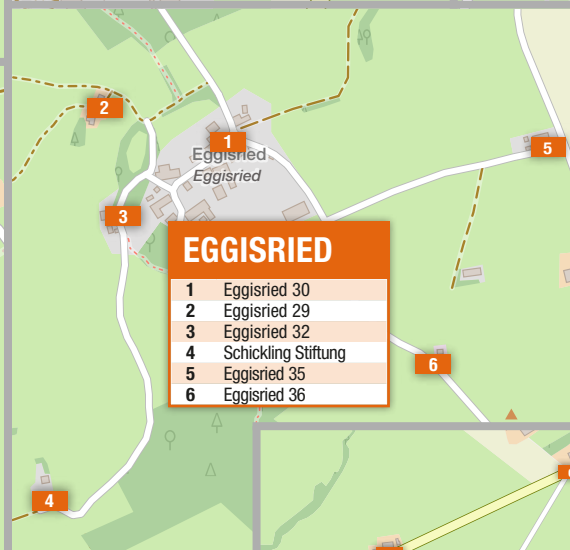 2
1
Eggisried
Eggisried
5
3
EGGISRIED
1 Eggisried 30
2 Eggisried 29
3 Eggisried 32
4 Schickling Stiftung
5 Eggisried 35
6 Eggisried 36
6
4